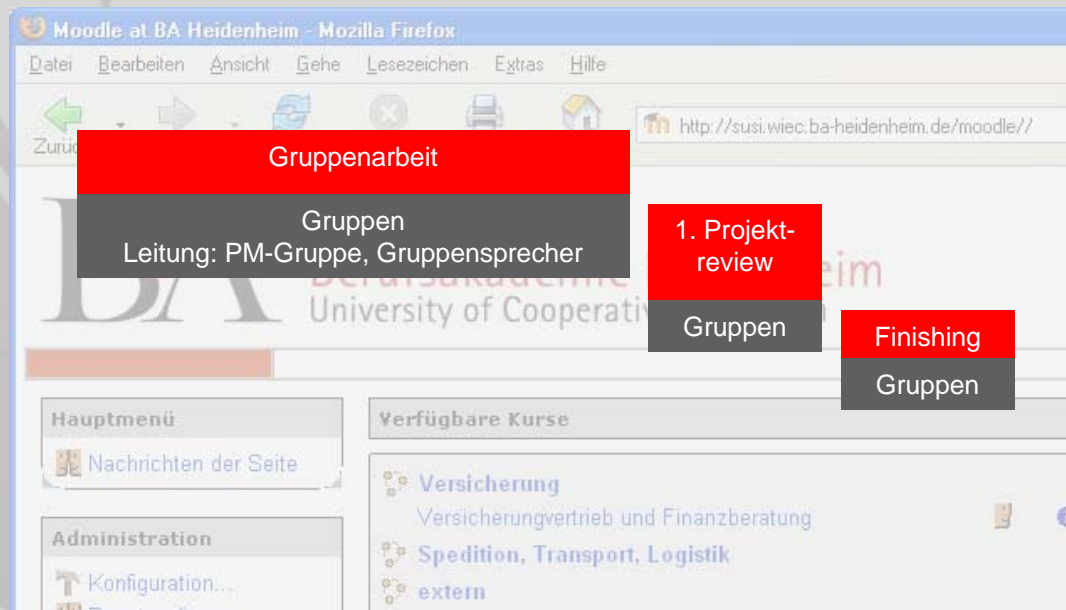 Moodle at BA Heidenheim - Mozilla Firefox
Datei Bearbeiten Ansicht Gehe Lesezeichen Extras Hilfe
http://susi.wiec.ba-heidenheim.de/moodle//
Gruppenarbeit
Gruppen
Leitung: PM-Gruppe, Gruppensprecher
1. Projekt-
review
Gruppen
BA
University of Cooperati
Finishing
Gruppen
Hauptmenü
Nachrichten der Seite
Administration
Konfiguration...
Verfügbare Kurse
Versicherung
Versicherungvertrieb und Finanzberatung
Spedition, Transport, Logistik
extern